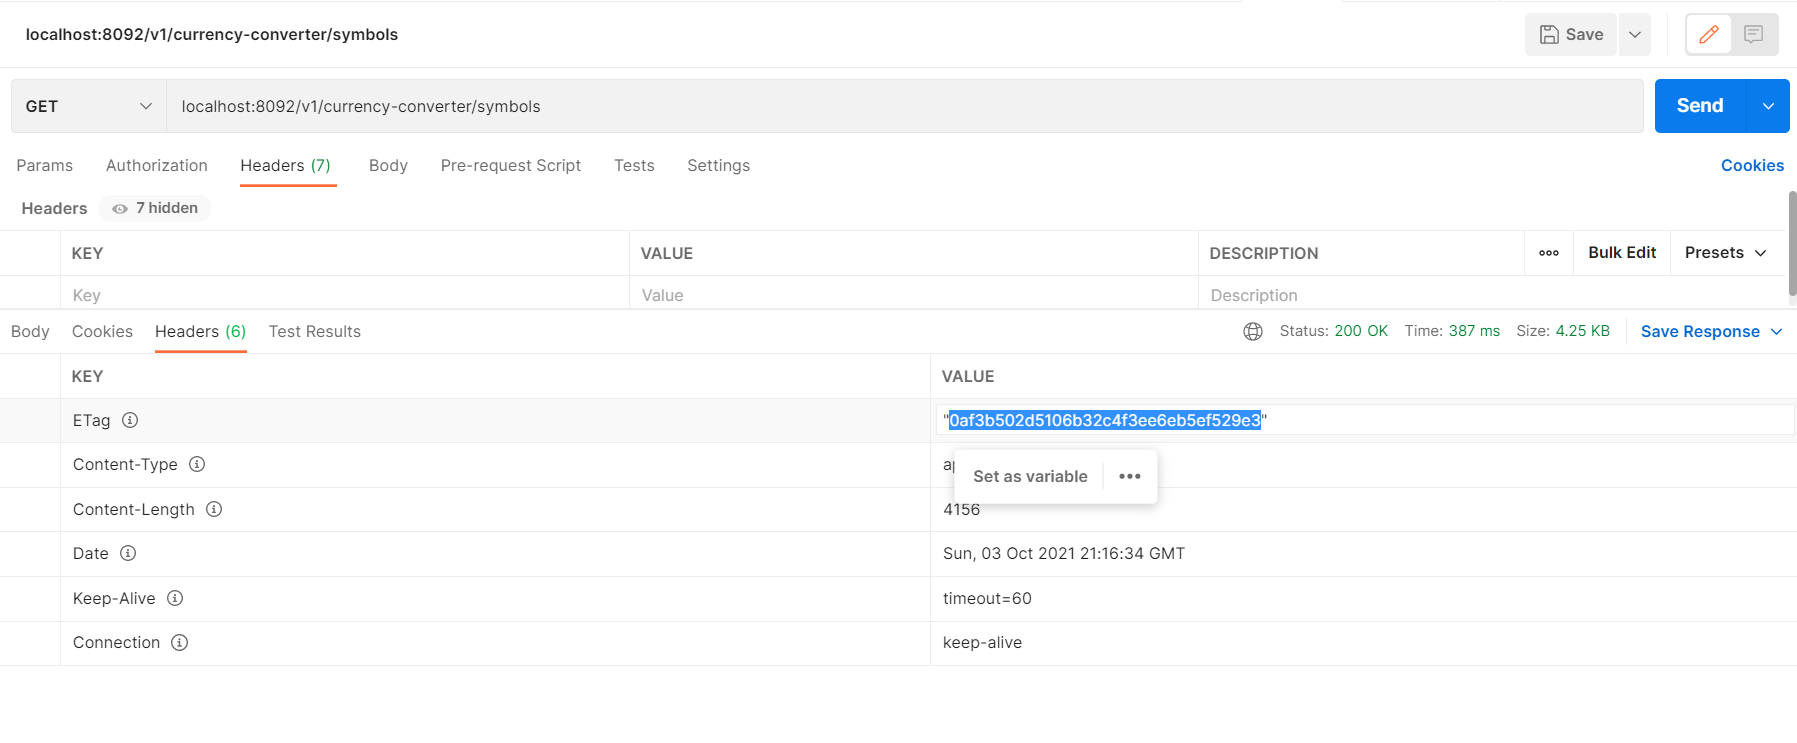 localhost:8092/v1/currency-converter/symbols Save
GET localhost:8092/v1/currency-converter/symbols Send
Params Authorization Headers (7) Body Pre-request Script Tests Settings Cookies
Headers 7 hidden
KEY VALUE DESCRIPTION Bulk Edit Presets
Key Value Description
Body Cookies Headers (6) Test Results Status: 200 OK Time: 387 ms Size: 4.25 KB Save Response
KEY VALUE
ETag "0af3b502d5106b32c4f3ee6eb5ef529e3"
Content-Type
Set as variable
Content-Length 4156
Date Sun, 03 Oct 2021 21:16:34 GMT
Keep-Alive timeout=60
Connection keep-alive